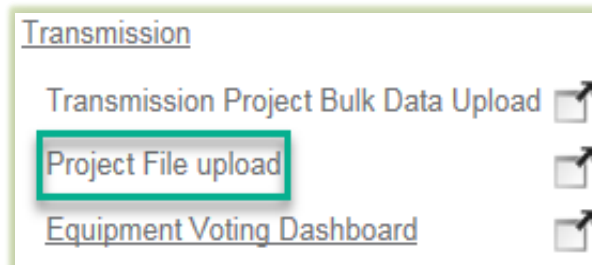 Transmission
Transmission Project Bulk Data Upload
Project File upload
Equipment Voting Dashboard